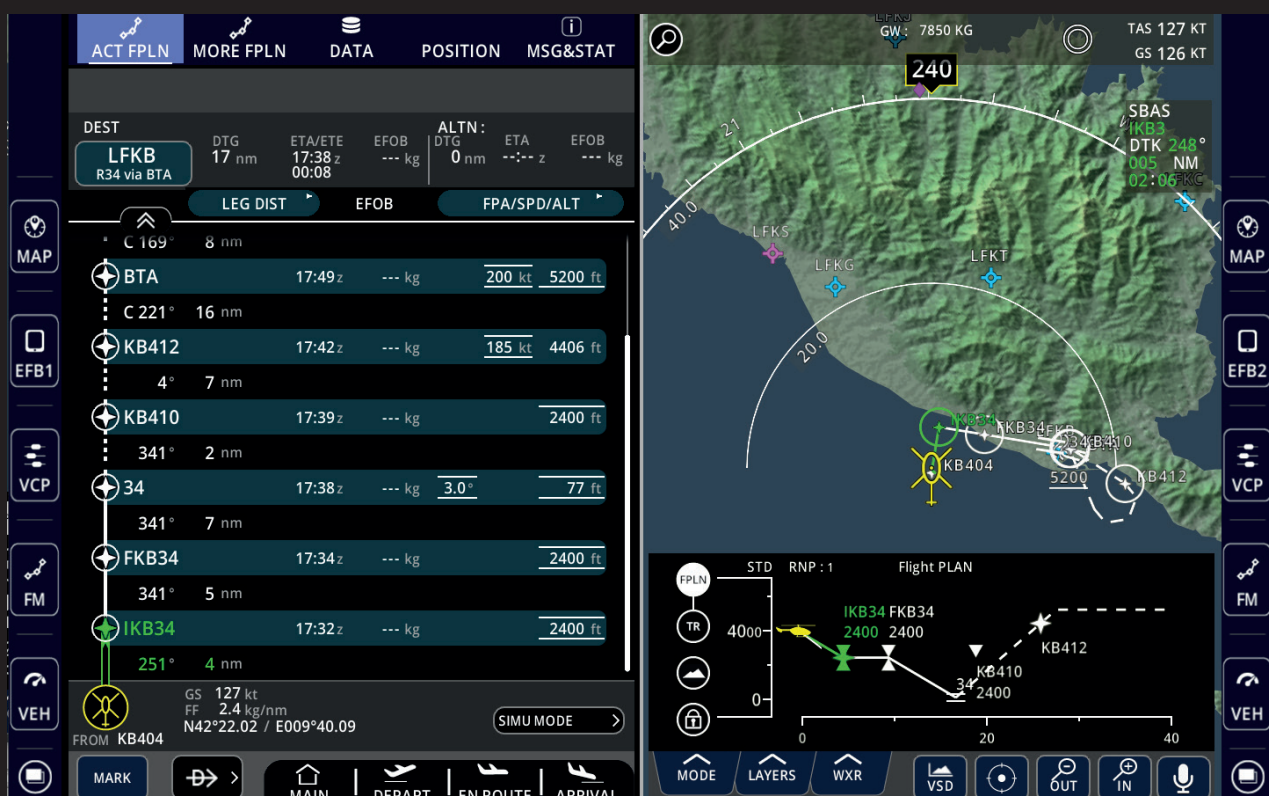 ACT FPLN
MORE FPLN
DATA
POSITION
MSG&STAT
DEST
LFKB
R34 via BTA
DTG
17 nm
ETA/ETE
17:38 z
00:08
EFOB
--- kg
ALTN :
DTG
0 nm
ETA
--:-- z
EFOB
--- kg
LEG DIST
EFOB
FPA/SPD/ALT
C 169° 8 nm
BTA 17:49 z --- kg 200 kt 5200 ft
C 221° 16 nm
KB412 17:42 z --- kg 185 kt 4406 ft
4° 7 nm
KB410 17:39 z --- kg 2400 ft
341° 2 nm
34 17:38 z --- kg 3.0° 77 ft
341° 7 nm
FKB34 17:34 z --- kg 2400 ft
341° 5 nm
IKB34 17:32 z --- kg 2400 ft
251° 4 nm
GS 127 kt
FF 2.4 kg/nm
N42°22.02 / E009°40.09
FROM KB404
SIMU MODE
MARK
MAIN
DEPART
EN ROUTE
ARRIVAL
MAP
EFB1
VCP
FM
VEH
LFKJ
GW : 7850 KG
TAS 127 KT
GS 126 KT
240
21
SBAS
IKB3
DTK 248°
005 NM
02:06
40.0
LFKS
LFKG
LFKT
20.0
IKB34
FKB34
KB410
KB404
5200
KB412
STD RNP : 1 Flight PLAN
FPLN
TR
IKB34 FKB34
2400 2400
4000
0
KB412
KB410
34 2400
0 20 40
MODE
LAYERS
WXR
VSD
OUT
IN
MAP
EFB2
VCP
FM
VEH